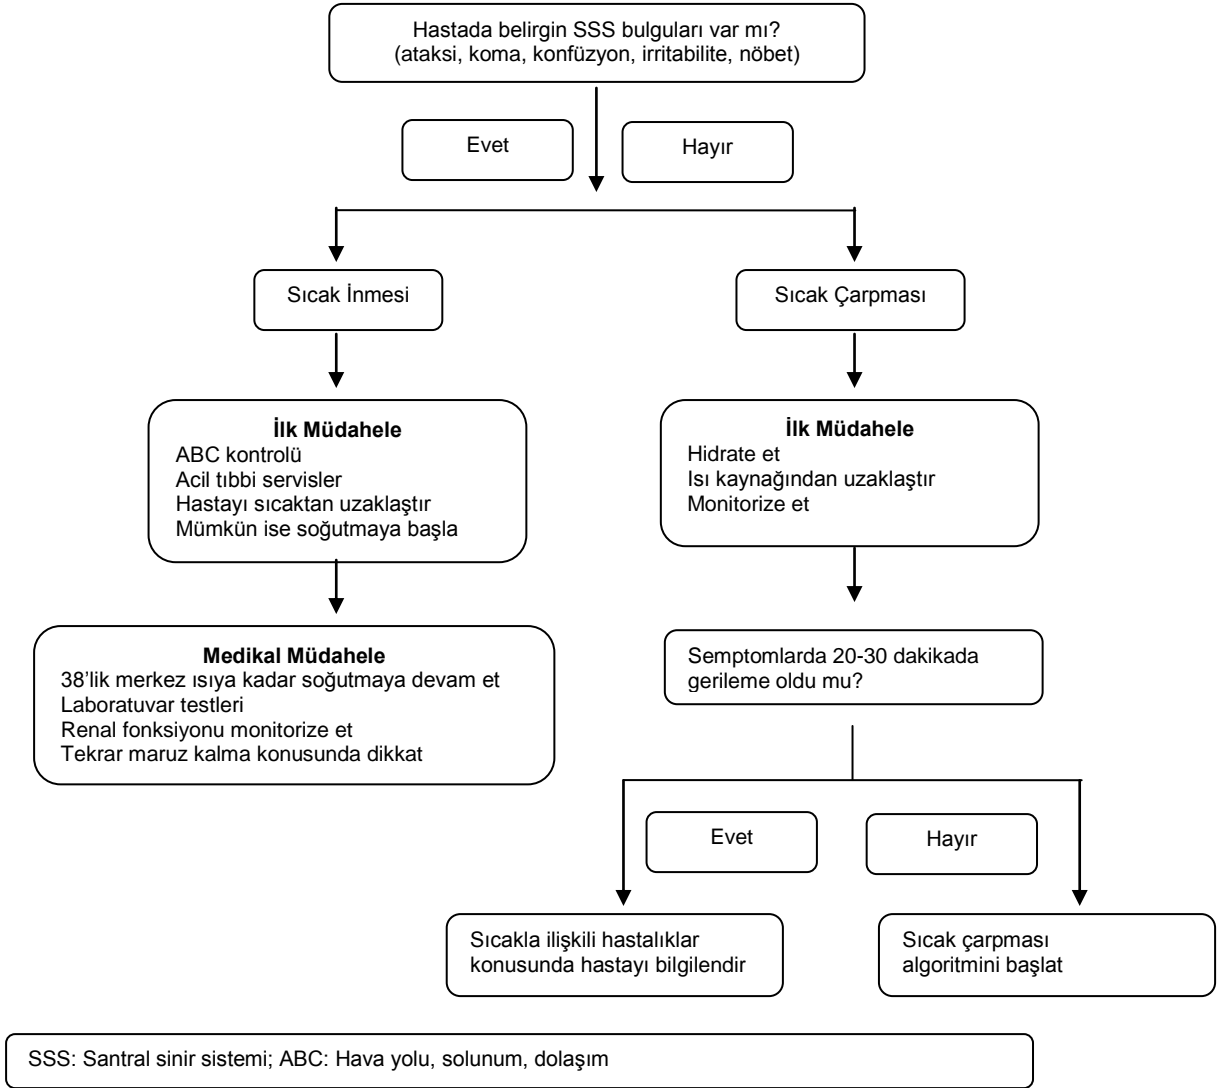 Hastada belirgin SSS bulguları var mı?
(ataksi, koma, konfüzyon, irritabilite, nöbet)
Evet
Hayır
Sıcak İnmesi
Sıcak Çarpması
İlk Müdahele
ABC kontrolü
Acil tıbbi servisler
Hastayı sıcaktan uzaklaştır
Mümkün ise soğutmaya başla
İlk Müdahele
Hidrate et
Isı kaynağından uzaklaştır
Monitorize et
Medikal Müdahele
38’lik merkez ısıya kadar soğutmaya devam et
Laboratuvar testleri
Renal fonksiyonu monitorize et
Tekrar maruz kalma konusunda dikkat
Semptomlarda 20-30 dakikada
gerileme oldu mu?
Evet
Hayır
Sıcakla ilişkili hastalıklar
konusunda hastayı bilgilendir
Sıcak çarpması
algoritmini başlat
SSS: Santral sinir sistemi; ABC: Hava yolu, solunum, dolaşım